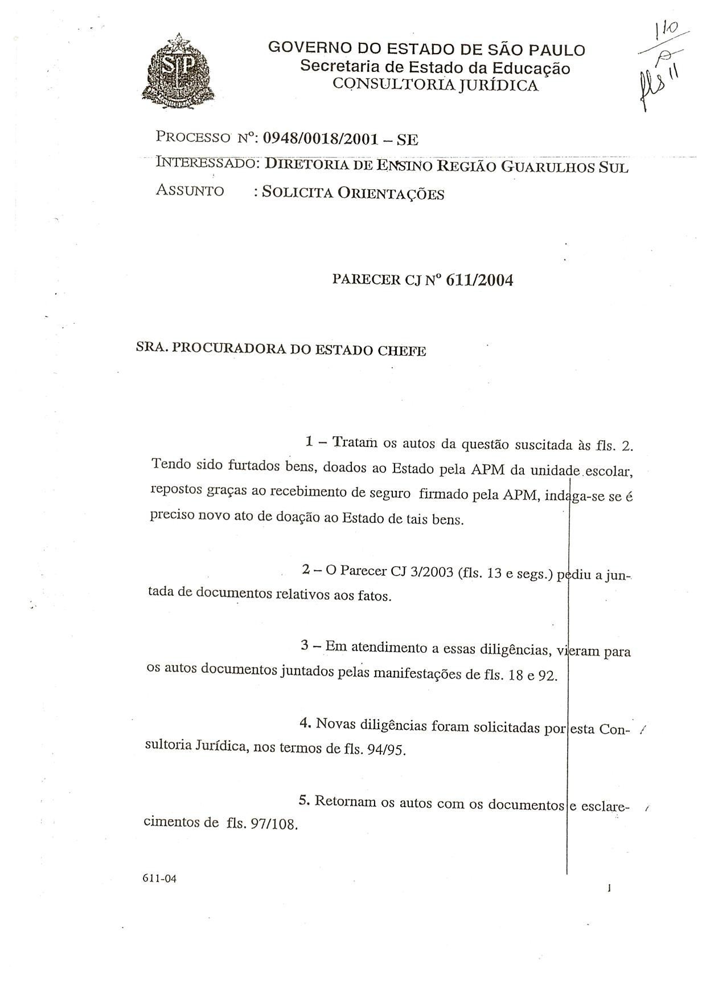 110
fls 11
SP
GOVERNO DO ESTADO DE SÃO PAULO
Secretaria de Estado da Educação
CONSULTORIA JURÍDICA
PROCESSO Nº: 0948/0018/2001 – SE
INTERESSADO: DIRETORIA DE ENSINO REGIÃO GUARULHOS SUL
ASSUNTO : SOLICITA ORIENTAÇÕES
PARECER CJ Nº 611/2004
SRA. PROCURADORA DO ESTADO CHEFE
1 – Tratam os autos da questão suscitada às fls. 2.
Tendo sido furtados bens, doados ao Estado pela APM da unidade escolar,
repostos graças ao recebimento de seguro firmado pela APM, indaga-se se é
preciso novo ato de doação ao Estado de tais bens.
2 – O Parecer CJ 3/2003 (fls. 13 e segs.) pediu a jun-
tada de documentos relativos aos fatos.
3 – Em atendimento a essas diligências, vieram para
os autos documentos juntados pelas manifestações de fls. 18 e 92.
4. Novas diligências foram solicitadas por esta Con-
sultoria Jurídica, nos termos de fls. 94/95.
5. Retornam os autos com os documentos e esclare-
cimentos de fls. 97/108.
611-04
1